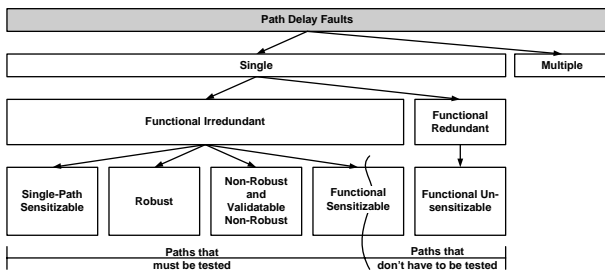 Path Delay Faults
Single
Multiple
Functional Irredundant
Functional
Redundant
Single-Path
Sensitizable
Robust
Non-Robust
and
Validatable
Non-Robust
Functional
Sensitizable
Functional Un-
sensitizable
Paths that
must be tested
Paths that
don't have to be tested